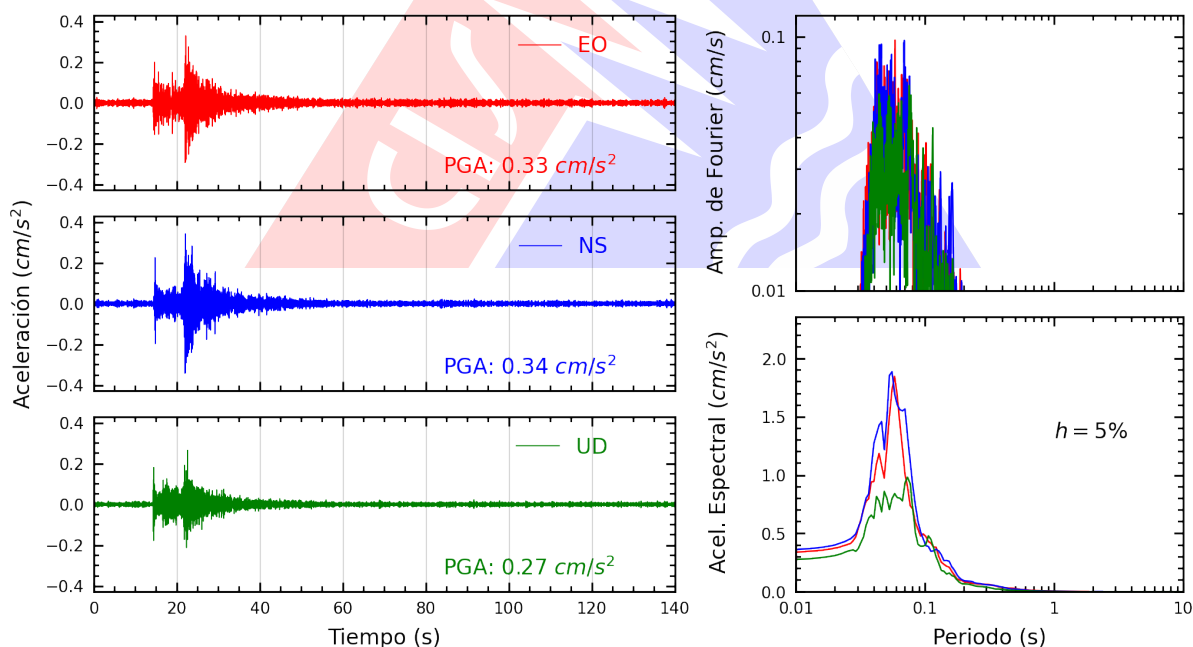 Aceleración (cm/s²)
0.4
0.2
0.0
−0.2
−0.4
EO
PGA: 0.33 cm/s²
0.4
0.2
0.0
−0.2
−0.4
NS
PGA: 0.34 cm/s²
0.4
0.2
0.0
−0.2
−0.4
UD
PGA: 0.27 cm/s²
0 20 40 60 80 100 120 140
Tiempo (s)
Amp. de Fourier (cm/s)
0.1
0.01
Acel. Espectral (cm/s²)
2.0
1.5
1.0
0.5
0.0
h = 5%
0.01 0.1 1 10
Periodo (s)